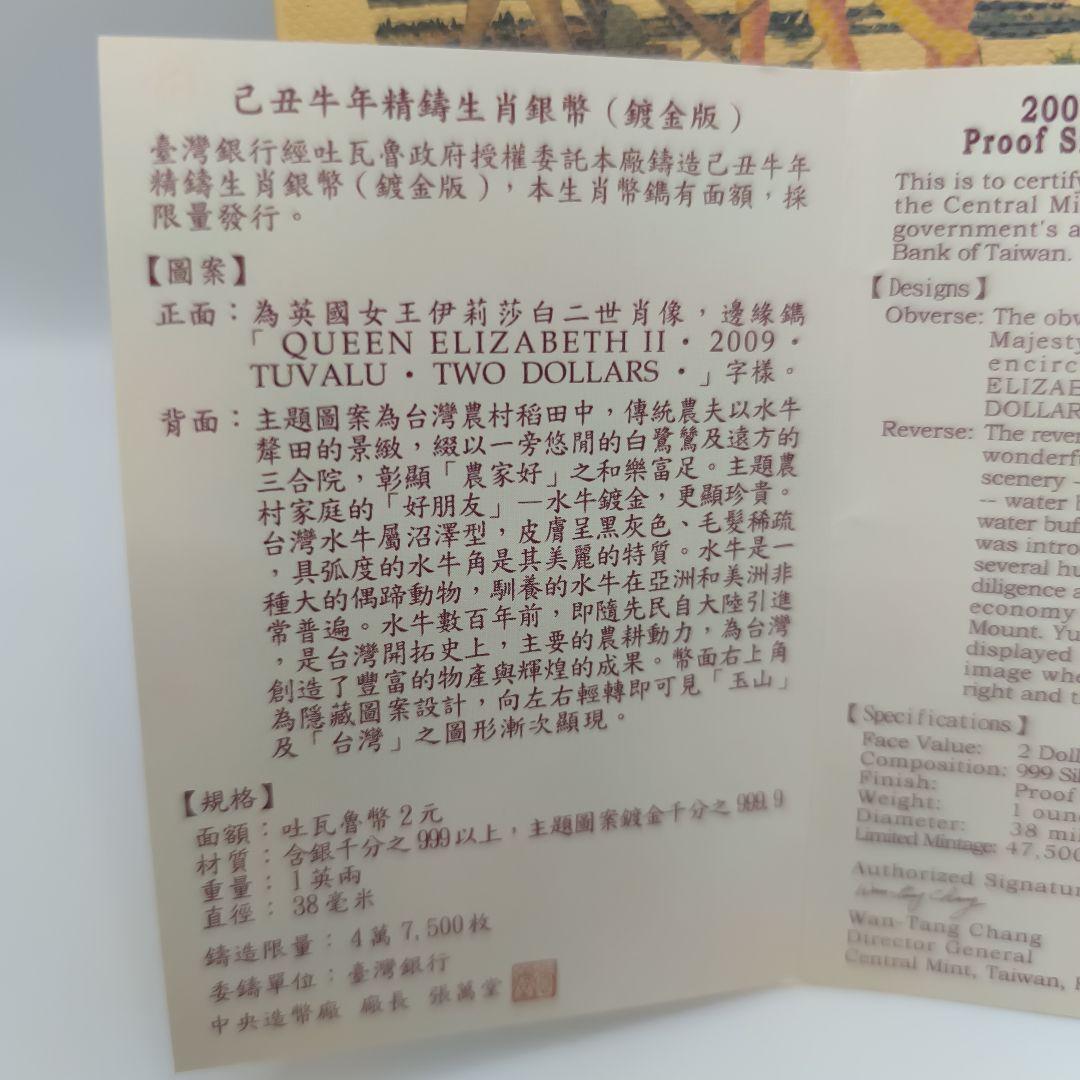 己丑牛年精鑄生肖銀幣（鍍金版）
臺灣銀行經吐瓦魯政府授權委託本廠鑄造己丑牛年
精鑄生肖銀幣（鍍金版），本生肖幣鐫有面額，採
限量發行。
【圖案】
正面：為英國女王伊莉莎白二世肖像，邊緣鐫
「QUEEN ELIZABETH II・2009・
TUVALU・TWO DOLLARS・」字樣。
背面：主題圖案為台灣農村稻田中，傳統農夫以水牛
犛田的景緻，綴以一旁悠閒的白鷺鷥及遠方的
三合院，彰顯「農家好」之和樂富足。主題農
村家庭的「好朋友」—水牛鍍金，更顯珍貴。
台灣水牛屬沼澤型，皮膚呈黑灰色、毛髮稀疏
，具弧度的水牛角是其美麗的特質。水牛是一
種大的偶蹄動物，馴養的水牛在亞洲和美洲非
常普遍。水牛數百年前，即隨先民自大陸引進
，是台灣開拓史上，主要的農耕動力，為台灣
創造了豐富的物產與輝煌的成果。幣面右上角
為隱藏圖案設計，向左右輕轉即可見「玉山」
及「台灣」之圖形漸次顯現。
【規格】
面額：吐瓦魯幣2元
材質：含銀千分之999以上，主題圖案鍍金千分之999.9
重量：1英兩
直徑：38毫米
鑄造限量：4萬7,500枚
委鑄單位：臺灣銀行
中央造幣廠 廠長 張萬堂
200
Proof S
This is to certify
the Central Mi
government's a
Bank of Taiwan.
【Designs】
Obverse: The obv
Majesty
encirc
ELIZAB
DOLLAR
Reverse: The rever
wonderfu
scenery -
-- water b
water buff
was intro
several hu
diligence a
economy
Mount. Yu
displayed
image whe
right and t
【Specifications】
Face Value: 2 Doll
Composition: 999 Sil
Finish: Proof
Weight: 1 ounc
Diameter: 38 mil
Limited Mintage: 47,500
Authorized Signatur
Wan-Tang Chang
Director General
Central Mint, Taiwan,